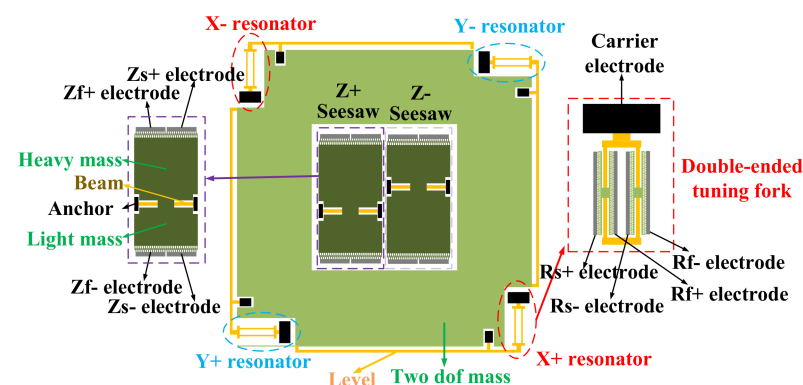 X- resonator
Y- resonator
Carrier
electrode
Zs+ electrode
Zf+ electrode
Z+
Seesaw
Z-
Seesaw
Heavy mass
Beam
Anchor
Light mass
Double-ended
tuning fork
Zf- electrode
Zs- electrode
Rs+ electrode
Rf- electrode
Rs- electrode
Rf+ electrode
Y+ resonator
X+ resonator
Level
Two dof mass